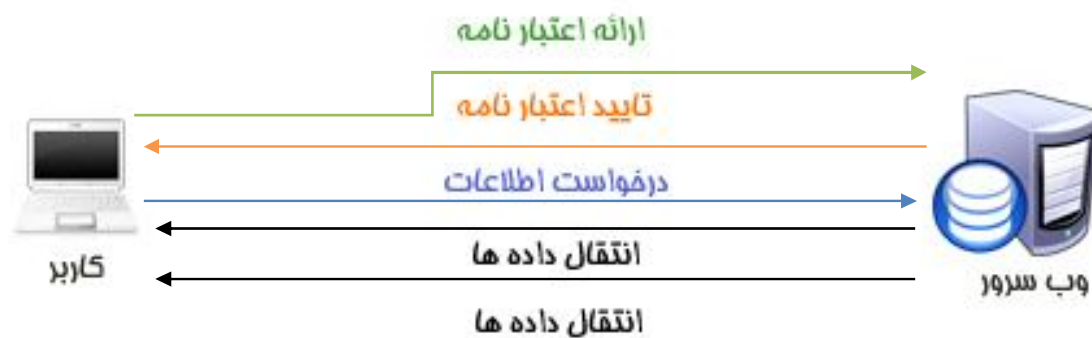 ارائه اعتبار نامه
تایید اعتبار نامه
درخواست اطلاعات
انتقال داده ها
کاربر
وب سرور
انتقال داده ها